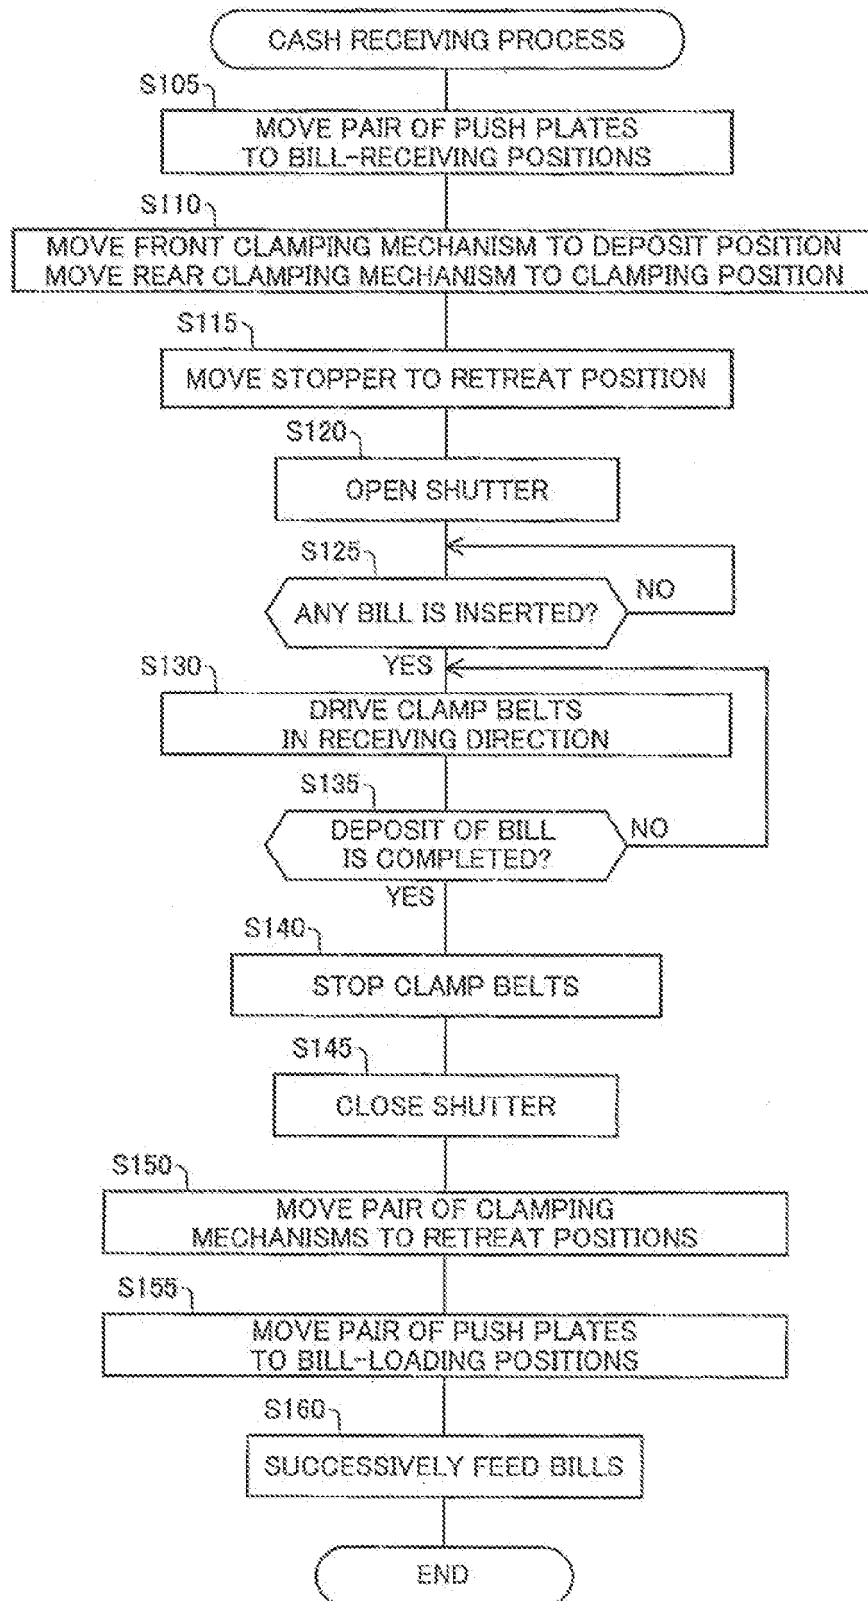 CASH RECEIVING PROCESS
S105
MOVE PAIR OF PUSH PLATES
TO BILL-RECEIVING POSITIONS
S110
MOVE FRONT CLAMPING MECHANISM TO DEPOSIT POSITION
MOVE REAR CLAMPING MECHANISM TO CLAMPING POSITION
S115
MOVE STOPPER TO RETREAT POSITION
S120
OPEN SHUTTER
S125
ANY BILL IS INSERTED?
NO
YES
S130
DRIVE CLAMP BELTS
IN RECEIVING DIRECTION
S135
DEPOSIT OF BILL
IS COMPLETED?
NO
YES
S140
STOP CLAMP BELTS
S145
CLOSE SHUTTER
S150
MOVE PAIR OF CLAMPING
MECHANISMS TO RETREAT POSITIONS
S155
MOVE PAIR OF PUSH PLATES
TO BILL-LOADING POSITIONS
S160
SUCCESSIVELY FEED BILLS
END